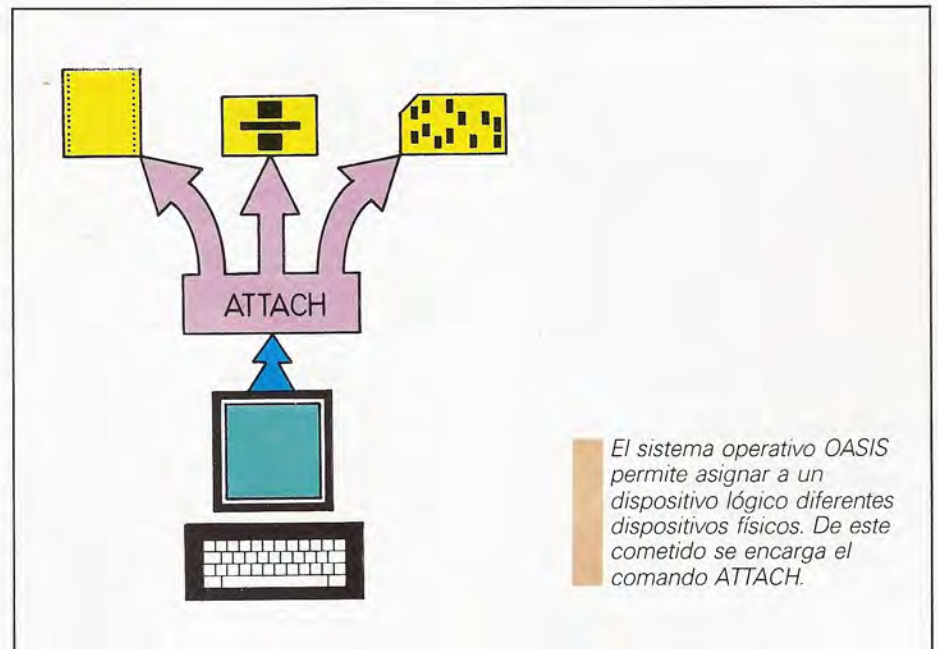 ATTACH
El sistema operativo OASIS
permite asignar a un
dispositivo lógico diferentes
dispositivos físicos. De este
cometido se encarga el
comando ATTACH.